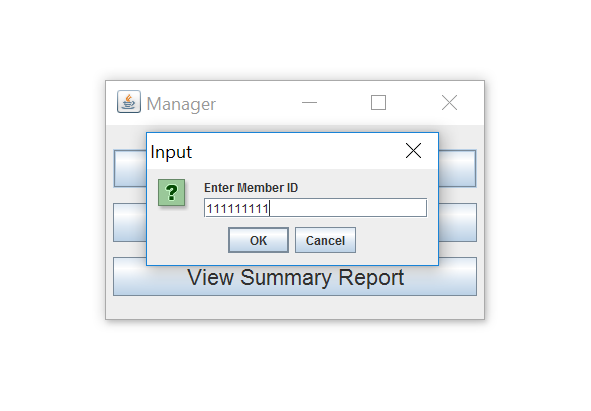 Manager
Input
?
Enter Member ID
111111111
OK Cancel
View Summary Report